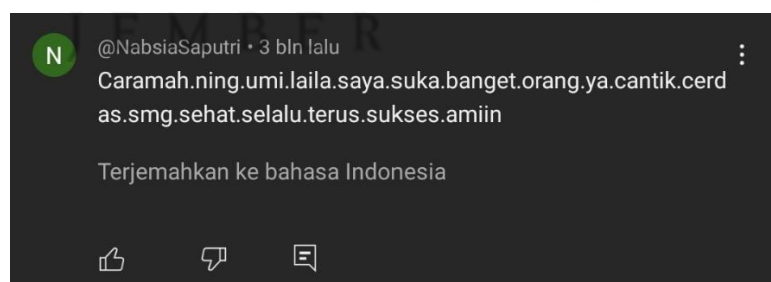 JEMBER
N
@NabsiaSaputri • 3 bln lalu
Caramah.ning.umi.laila.saya.suka.banget.orang.ya.cantik.cerd
as.smg.sehat.selalu.terus.sukses.amiin
Terjemahkan ke bahasa Indonesia